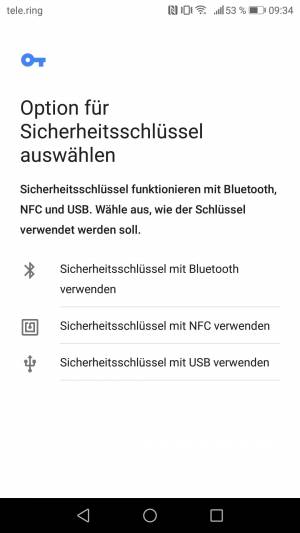 tele.ring 53 % 09:34
Option für
Sicherheitsschlüssel
auswählen
Sicherheitsschlüssel funktionieren mit Bluetooth,
NFC und USB. Wähle aus, wie der Schlüssel
verwendet werden soll.
Sicherheitsschlüssel mit Bluetooth
verwenden
Sicherheitsschlüssel mit NFC verwenden
Sicherheitsschlüssel mit USB verwenden